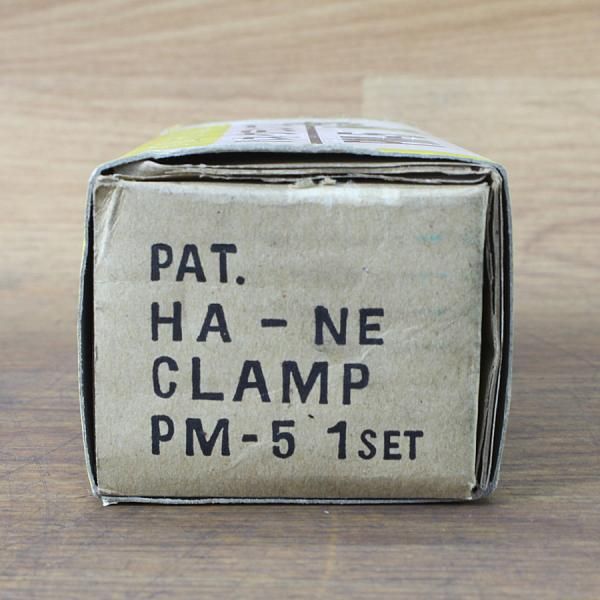 PAT.
HA - NE
CLAMP
PM-5 1SET